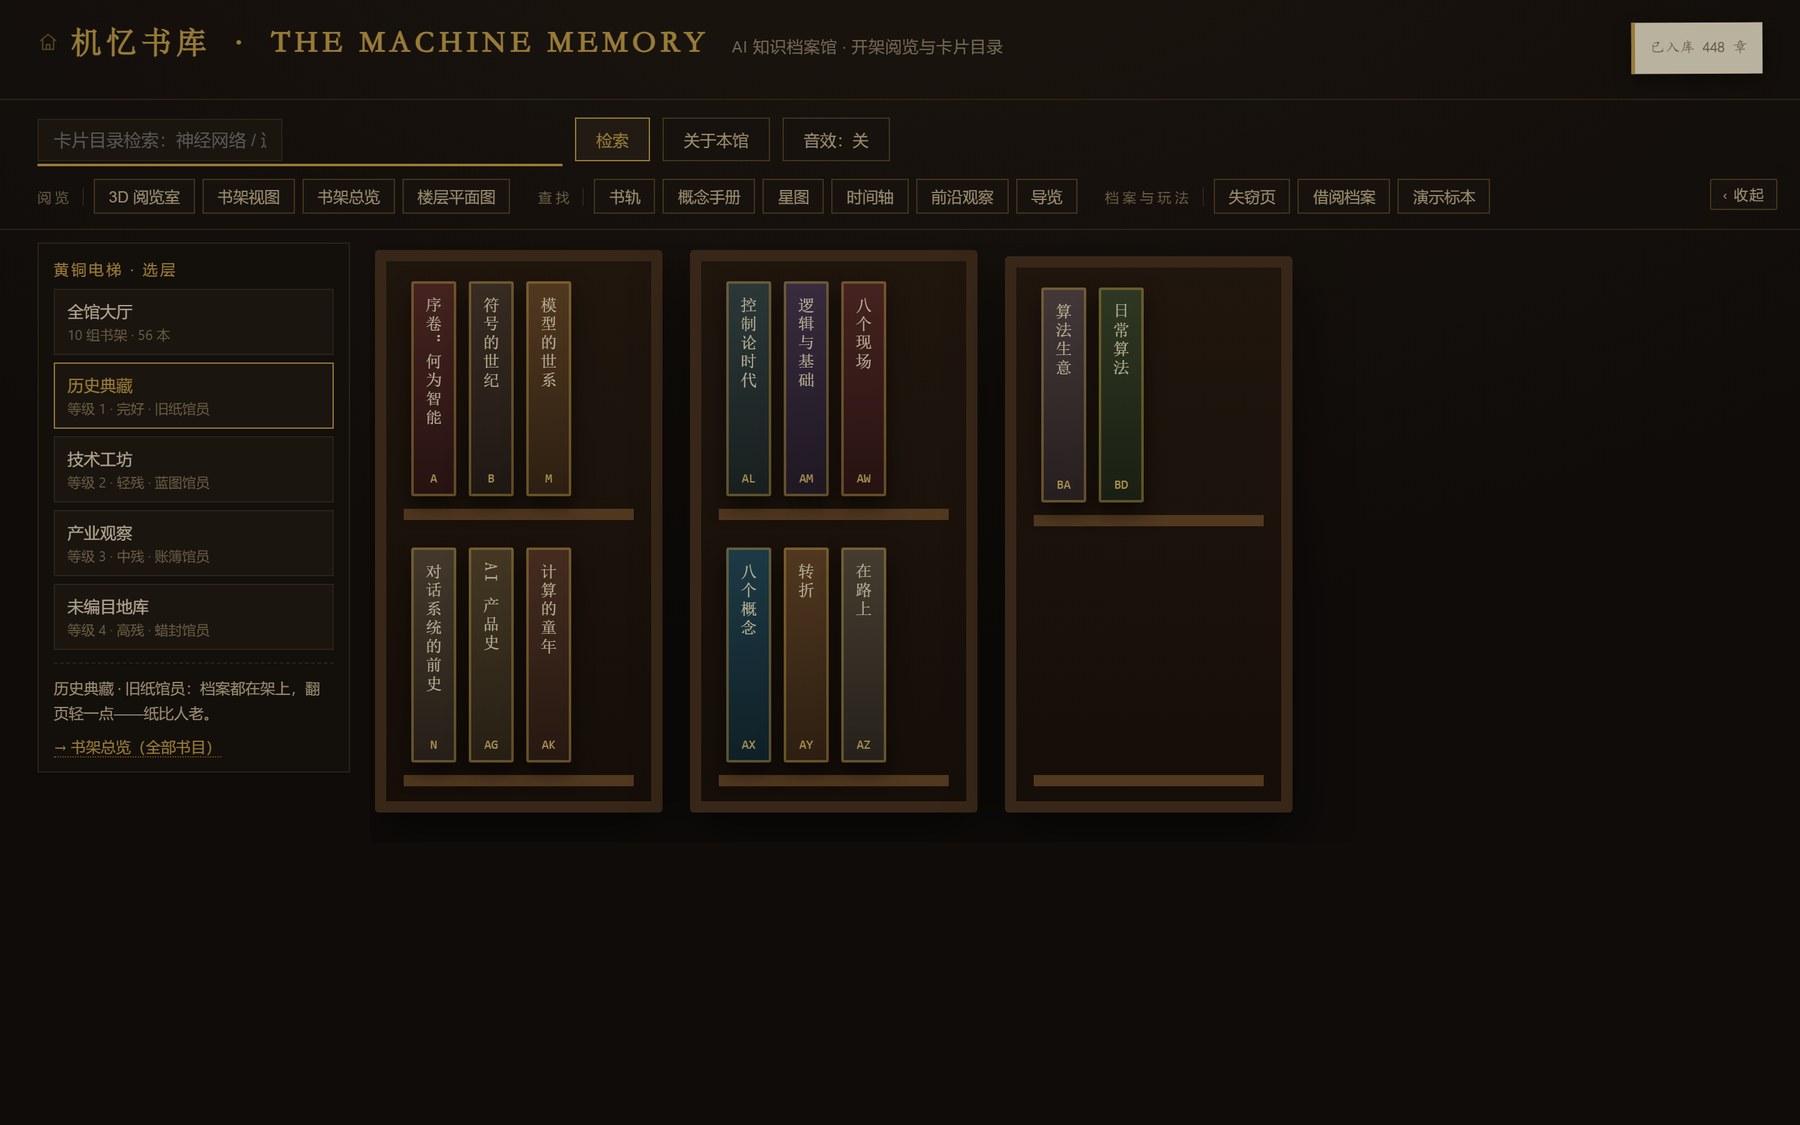 机忆书库 · THE MACHINE MEMORY
AI 知识档案馆 · 开架阅览与卡片目录
已入库 448 章
卡片目录检索：神经网络 /
检索
关于本馆
音效：关
阅览
3D 阅览室
书架视图
书架总览
楼层平面图
查找
书轨
概念手册
星图
时间轴
前沿观察
导览
档案与玩法
失窃页
借阅档案
演示标本
‹ 收起
黄铜电梯 · 选层
全馆大厅
10 组书架 · 56 本
历史典藏
等级 1 · 完好 · 旧纸馆员
技术工坊
等级 2 · 轻残 · 蓝图馆员
产业观察
等级 3 · 中残 · 账簿馆员
未编目地库
等级 4 · 高残 · 蜡封馆员
历史典藏 · 旧纸馆员：档案都在架上，翻
页轻一点——纸比人老。
→ 书架总览（全部书目）
序卷：何为智能
A
符号的世纪
B
模型的世系
M
对话系统的前史
N
AI 产品史
AG
计算的童年
AK
控制论时代
AL
逻辑与基础
AM
八个现场
AW
八个概念
AX
转折
AY
在路上
AZ
算法生意
BA
日常算法
BD